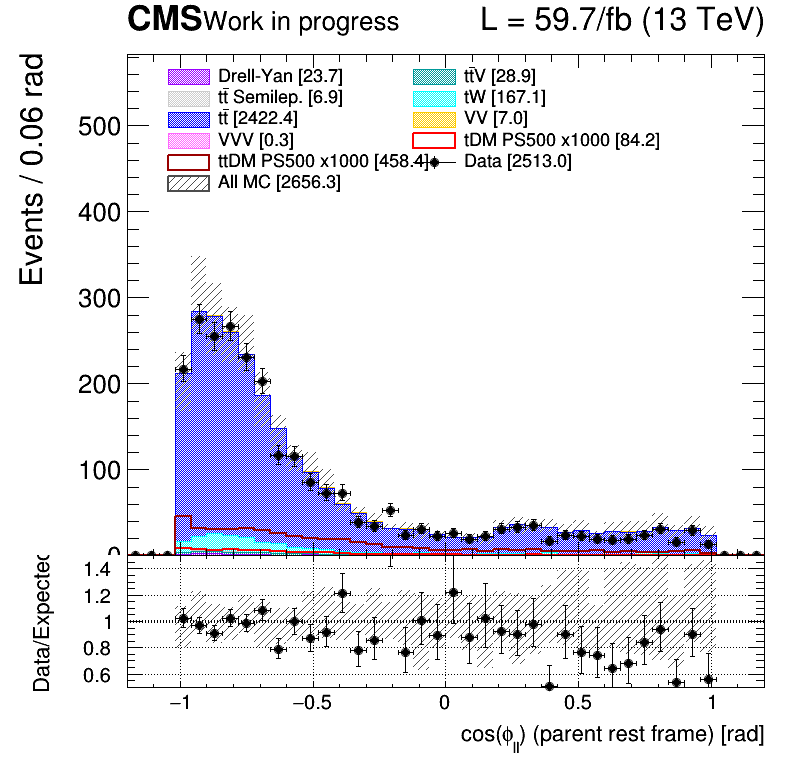 CMS Work in progress L = 59.7/fb (13 TeV)
Events / 0.06 rad
Drell-Yan [23.7]
tt̄V [28.9]
tt̄ Semilep. [6.9]
tW [167.1]
tt̄ [2422.4]
VV [7.0]
VVV [0.3]
tDM PS500 x1000 [84.2]
ttDM PS500 x1000 [458.4]
Data [2513.0]
All MC [2656.3]
500
400
300
200
100
0
Data/Expected
1.4
1.2
1
0.8
0.6
−1 −0.5 0 0.5 1
cos(ϕll) (parent rest frame) [rad]